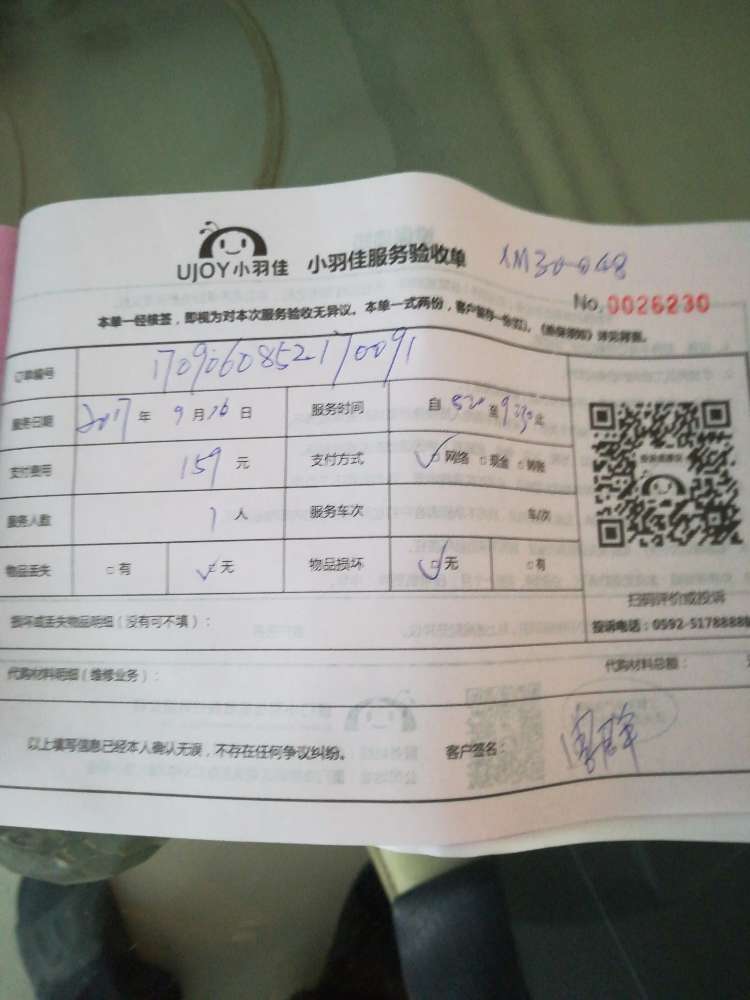 UJOY小羽佳 小羽佳服务验收单 1M30-048
No.0026230
本单一经核签，即视为对本次服务验收无异议。本单一式两份，客户留存一份
订单编号 170906085217 0091
服务日期 2017 年 9 月 16 日 服务时间 自 至 止
支付费用 159 元 支付方式 网络 现金 转账
服务人数 1 人 服务车次 车/次
物品丢失 有 无 物品损坏 无 有
扫码评价或投诉
投诉电话：0592-5178888
损坏或丢失物品明细（没有可不填）：
代购材料明细（维修业务）： 代购材料总额：
以上填写信息已经本人确认无误，不存在任何争议纠纷。 客户签名：